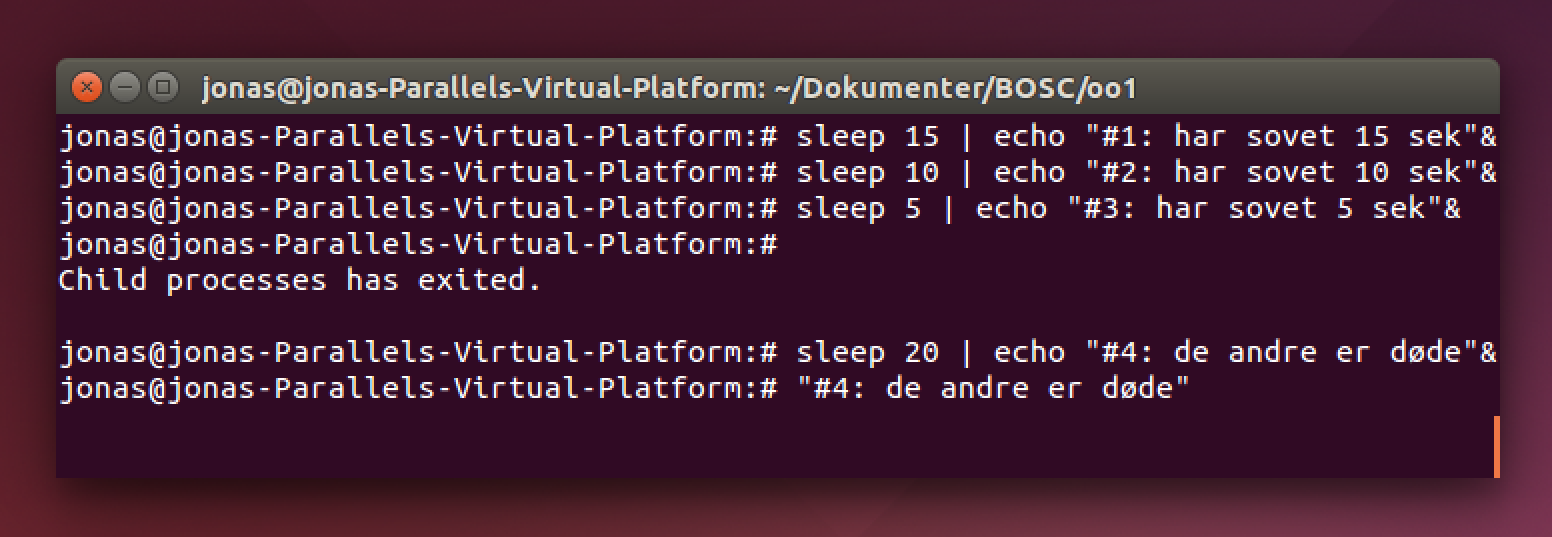 jonas@jonas-Parallels-Virtual-Platform: ~/Dokumenter/BOSC/oo1
jonas@jonas-Parallels-Virtual-Platform:# sleep 15 | echo "#1: har sovet 15 sek"&
jonas@jonas-Parallels-Virtual-Platform:# sleep 10 | echo "#2: har sovet 10 sek"&
jonas@jonas-Parallels-Virtual-Platform:# sleep 5 | echo "#3: har sovet 5 sek"&
jonas@jonas-Parallels-Virtual-Platform:#
Child processes has exited.
jonas@jonas-Parallels-Virtual-Platform:# sleep 20 | echo "#4: de andre er døde"&
jonas@jonas-Parallels-Virtual-Platform:# "#4: de andre er døde"